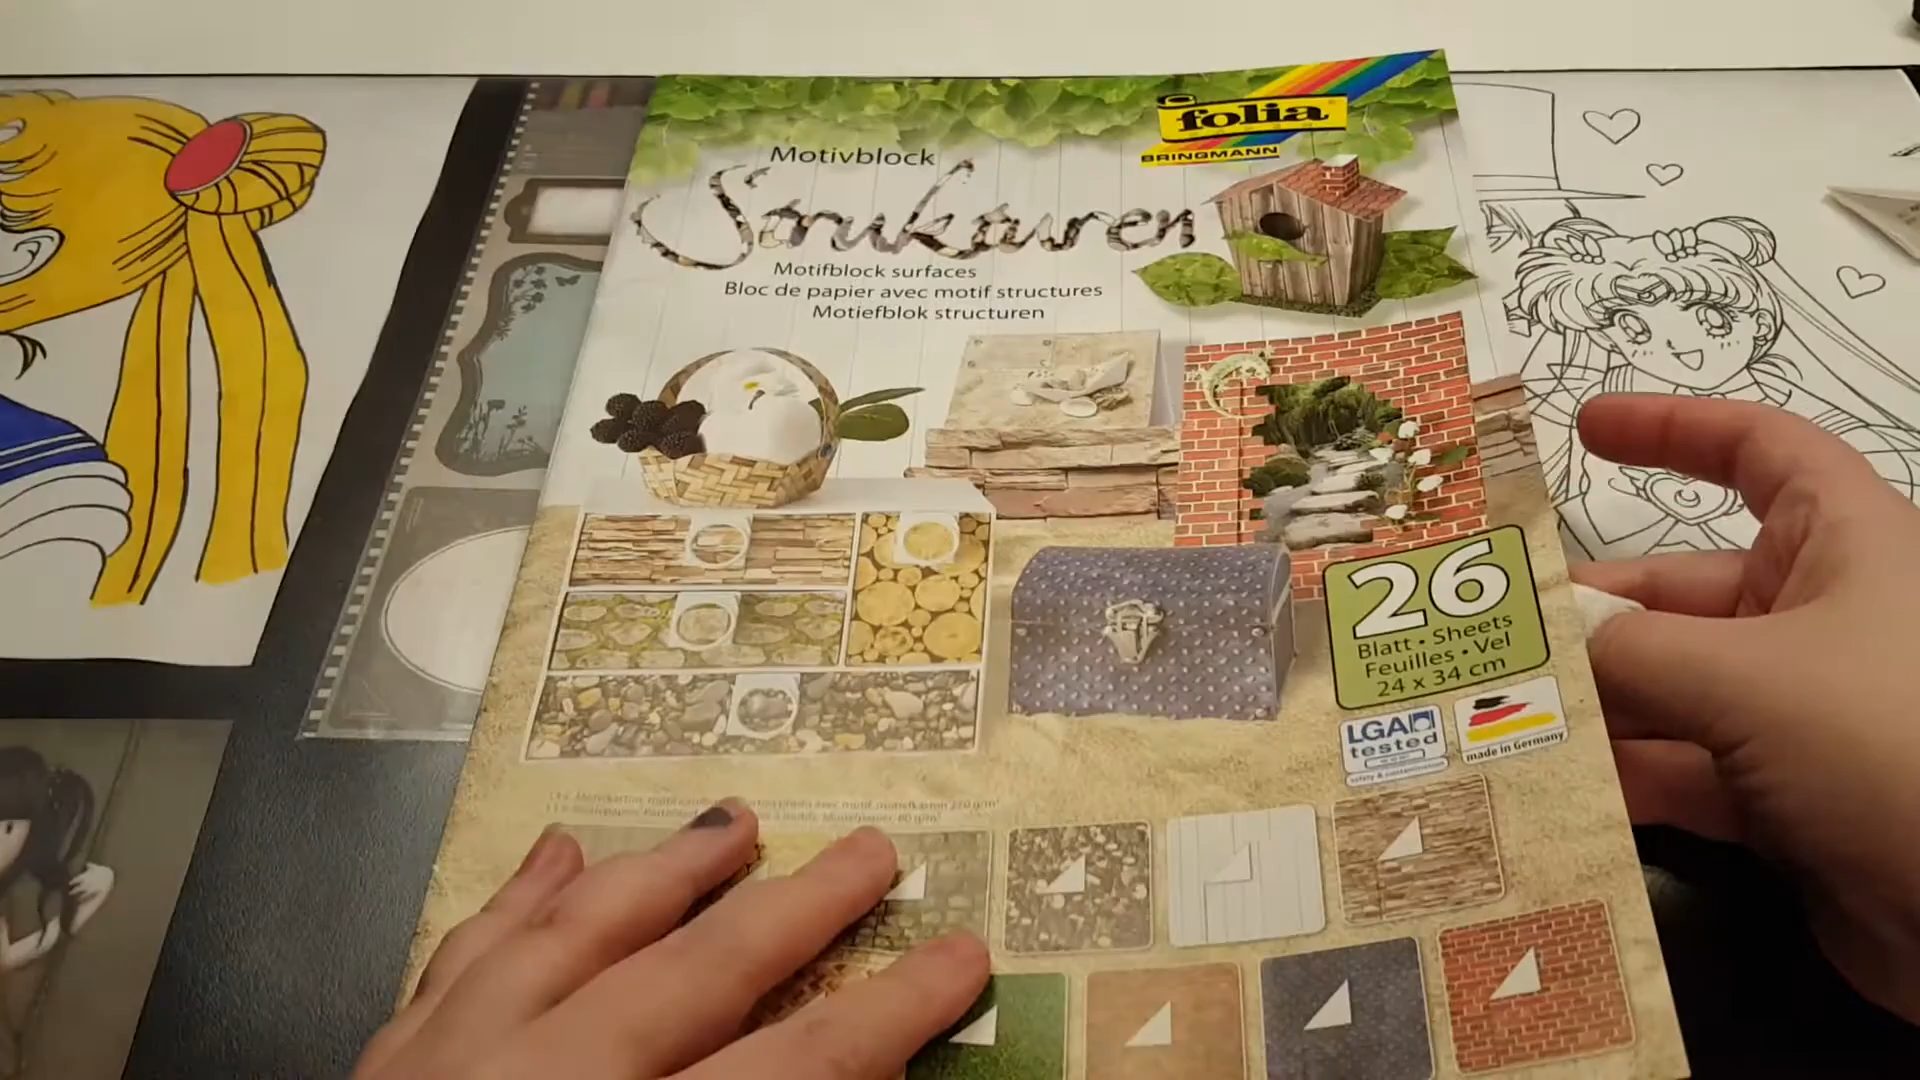 folia
BRINGMANN
Motivblock
Strukturen
Motifblock surfaces
Bloc de papier avec motif structures
Motiefblok structuren
26
Blatt • Sheets
Feuilles • Vel
24 x 34 cm
LGA
tested
made in Germany